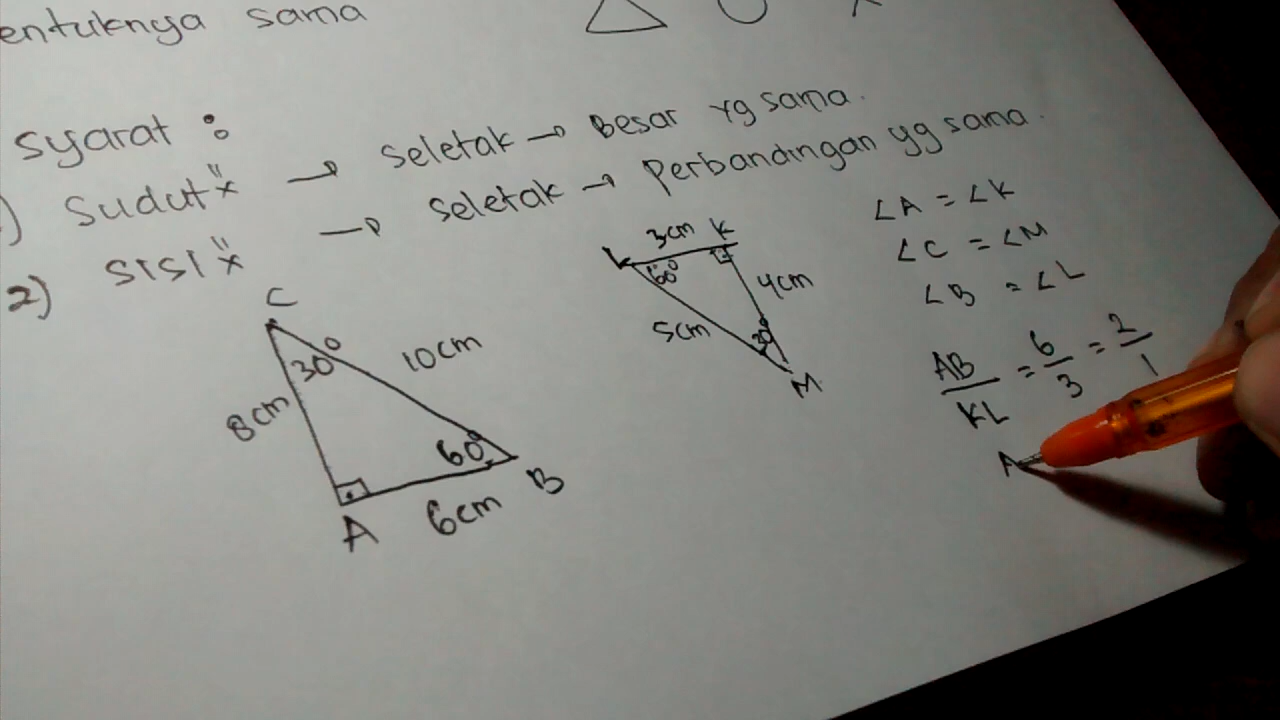 entuknya sama
syarat :
) Sudut"x → seletak → Besar yg sama.
2) sisi"x → seletak → Perbandingan yg sama.
C
30°
10cm
8cm
60°
A
6cm
B
3cm
K
60°
4cm
5cm
30°
M
∠A = ∠K
∠C = ∠M
∠B = ∠L
AB/KL = 6/3 = 2/1
A